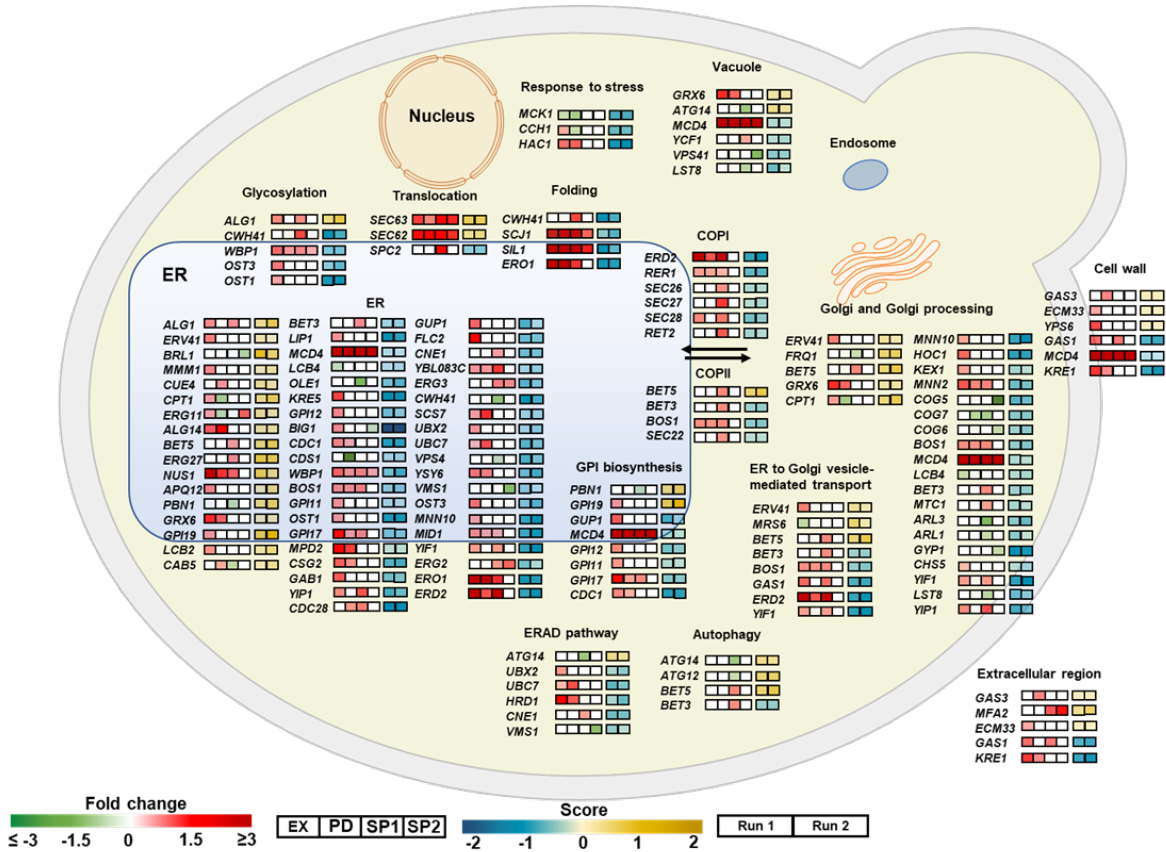 Nucleus
Response to stress
MCK1
CCH1
HAC1
Vacuole
GRX6
ATG14
MCD4
YCF1
VPS41
LST8
Endosome
Glycosylation
ALG1
CWH41
WBP1
OST3
OST1
Translocation
SEC63
SEC62
SPC2
Folding
CWH41
SCJ1
SIL1
ERO1
COPI
ERD2
RER1
SEC26
SEC27
SEC28
RET2
COPII
BET5
BET3
BOS1
SEC22
ER
ER
ALG1
ERV41
BRL1
MMM1
CUE4
CPT1
ERG11
ALG14
BET5
ERG27
NUS1
APQ12
PBN1
GRX6
GPI19
LCB2
CAB5
BET3
LIP1
MCD4
LCB4
OLE1
KRE5
GPI12
BIG1
CDC1
CDS1
WBP1
BOS1
GPI11
OST1
GPI17
MPD2
CSG2
GAB1
YIP1
CDC28
GUP1
FLC2
CNE1
YBL083C
ERG3
CWH41
SCS7
UBX2
UBC7
VPS4
YSY6
VMS1
OST3
MNN10
MID1
YIF1
ERG2
ERO1
ERD2
GPI biosynthesis
PBN1
GPI19
GUP1
MCD4
GPI12
GPI11
GPI17
CDC1
Golgi and Golgi processing
ERV41
FRQ1
BET5
GRX6
CPT1
MNN10
HOC1
KEX1
MNN2
COG5
COG7
COG6
BOS1
MCD4
LCB4
BET3
MTC1
ARL3
ARL1
GYP1
CHS5
YIF1
LST8
YIP1
Cell wall
GAS3
ECM33
YPS6
GAS1
MCD4
KRE1
ER to Golgi vesicle-
mediated transport
ERV41
MRS6
BET5
BET3
BOS1
GAS1
ERD2
YIF1
ERAD pathway
ATG14
UBX2
UBC7
HRD1
CNE1
VMS1
Autophagy
ATG14
ATG12
BET5
BET3
Extracellular region
GAS3
MFA2
ECM33
GAS1
KRE1
Fold change
≤ -3 -1.5 0 1.5 ≥3
EX PD SP1 SP2
Score
-2 -1 0 1 2
Run 1 Run 2